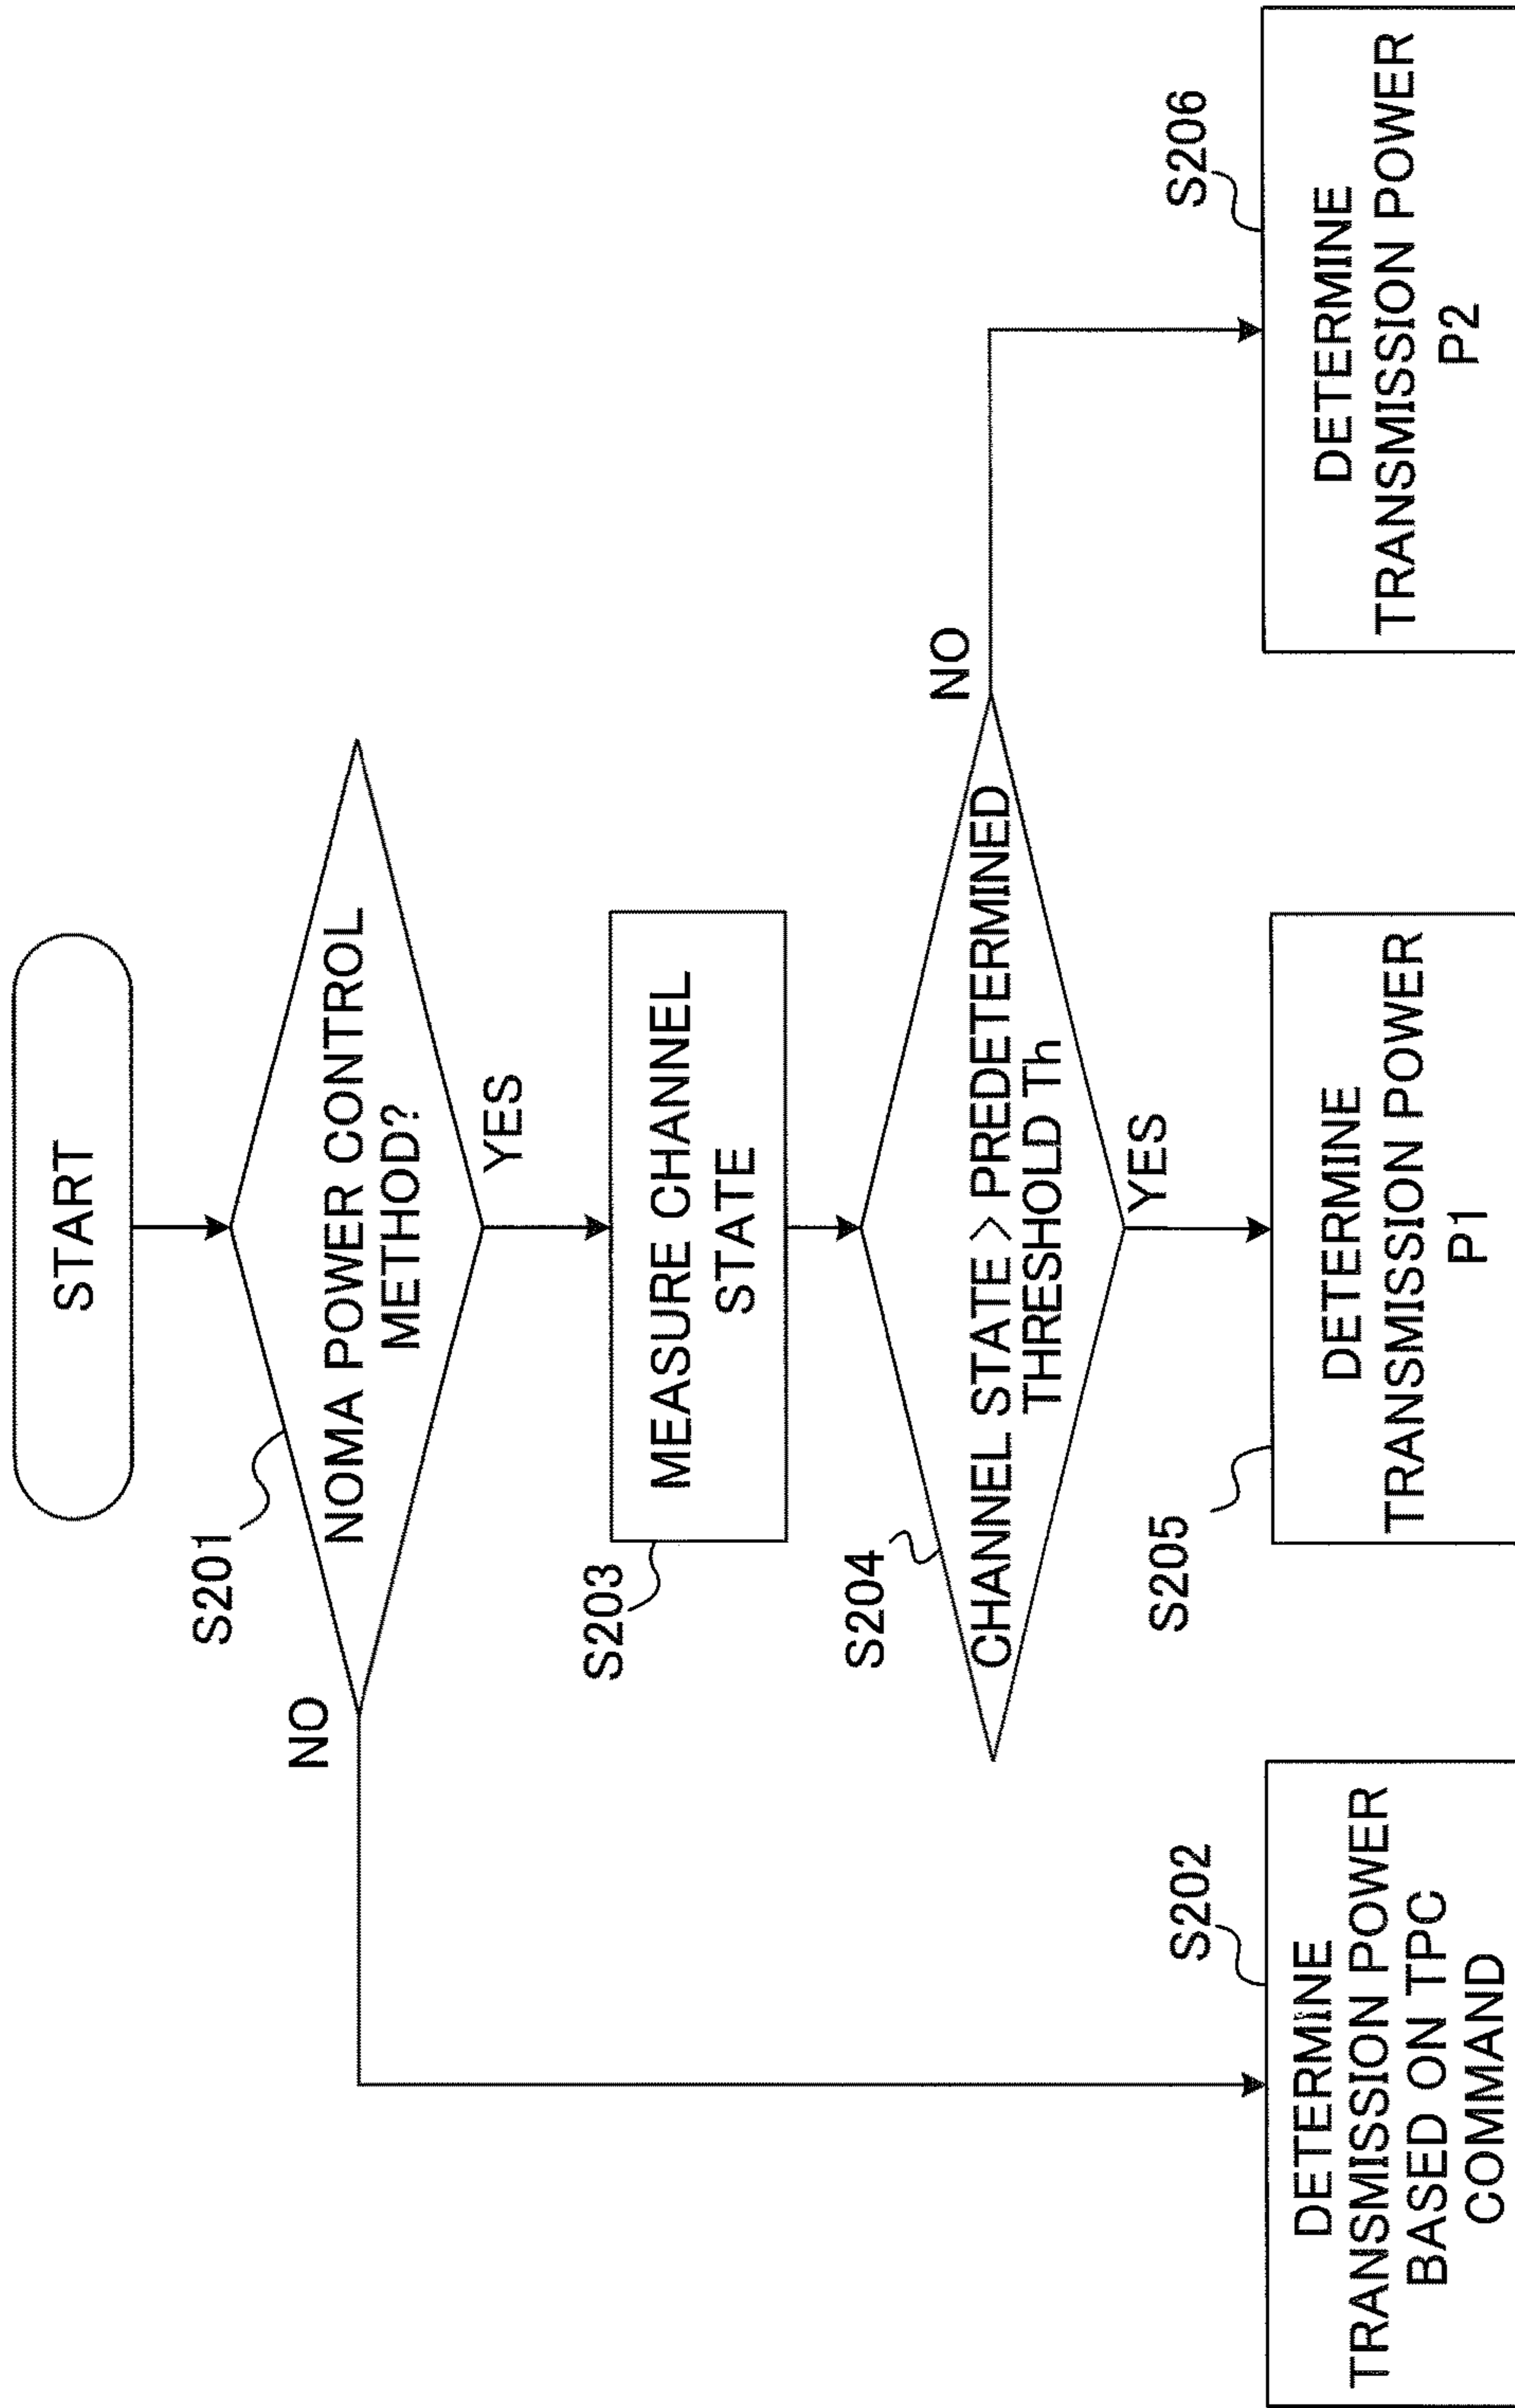 START
S201
NOMA POWER CONTROL
METHOD?
NO
YES
S203
MEASURE CHANNEL
STATE
S204
CHANNEL STATE > PREDETERMINED
THRESHOLD Th
NO
YES
S202
DETERMINE
TRANSMISSION POWER
BASED ON TPC
COMMAND
S205
DETERMINE
TRANSMISSION POWER
P1
S206
DETERMINE
TRANSMISSION POWER
P2